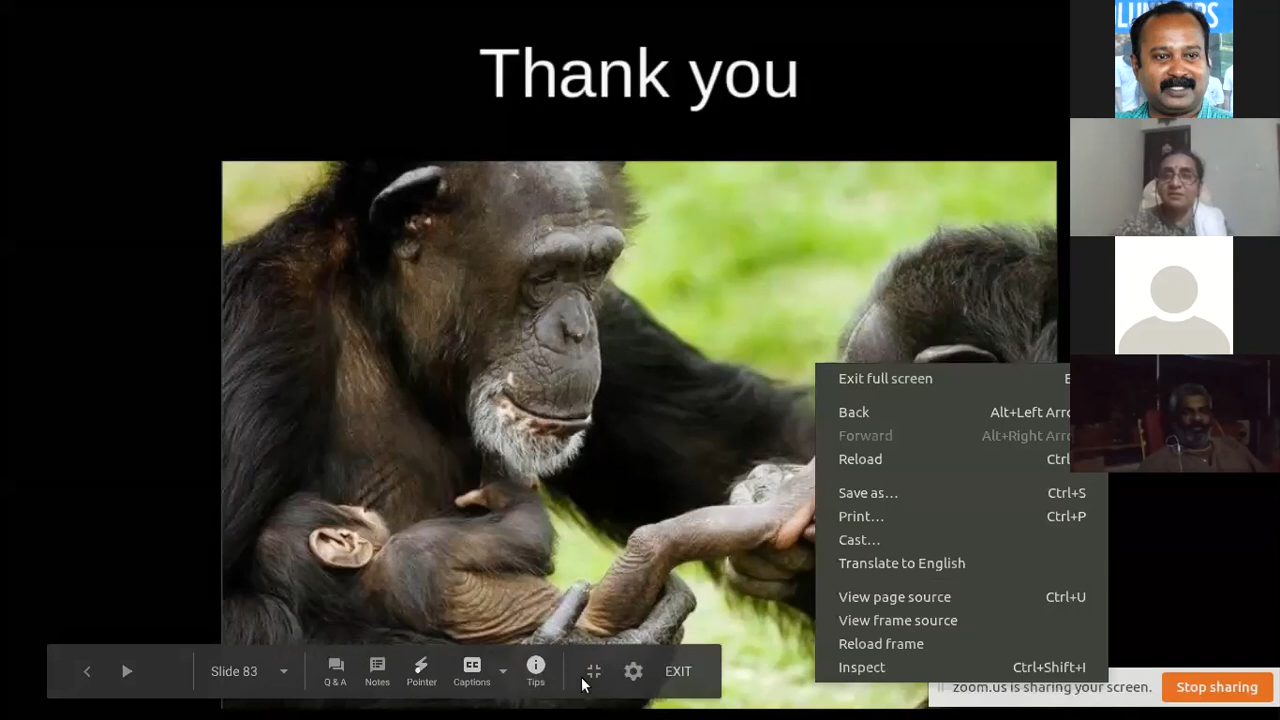 Thank you
Exit full screen
Back Alt+Left Arro
Forward Alt+Right Arro
Reload Ctrl
Save as… Ctrl+S
Print… Ctrl+P
Cast…
Translate to English
View page source Ctrl+U
View frame source
Reload frame
Inspect Ctrl+Shift+I
Slide 83
Q & A
Notes
Pointer
Captions
Tips
EXIT
zoom.us is sharing your screen. Stop sharing